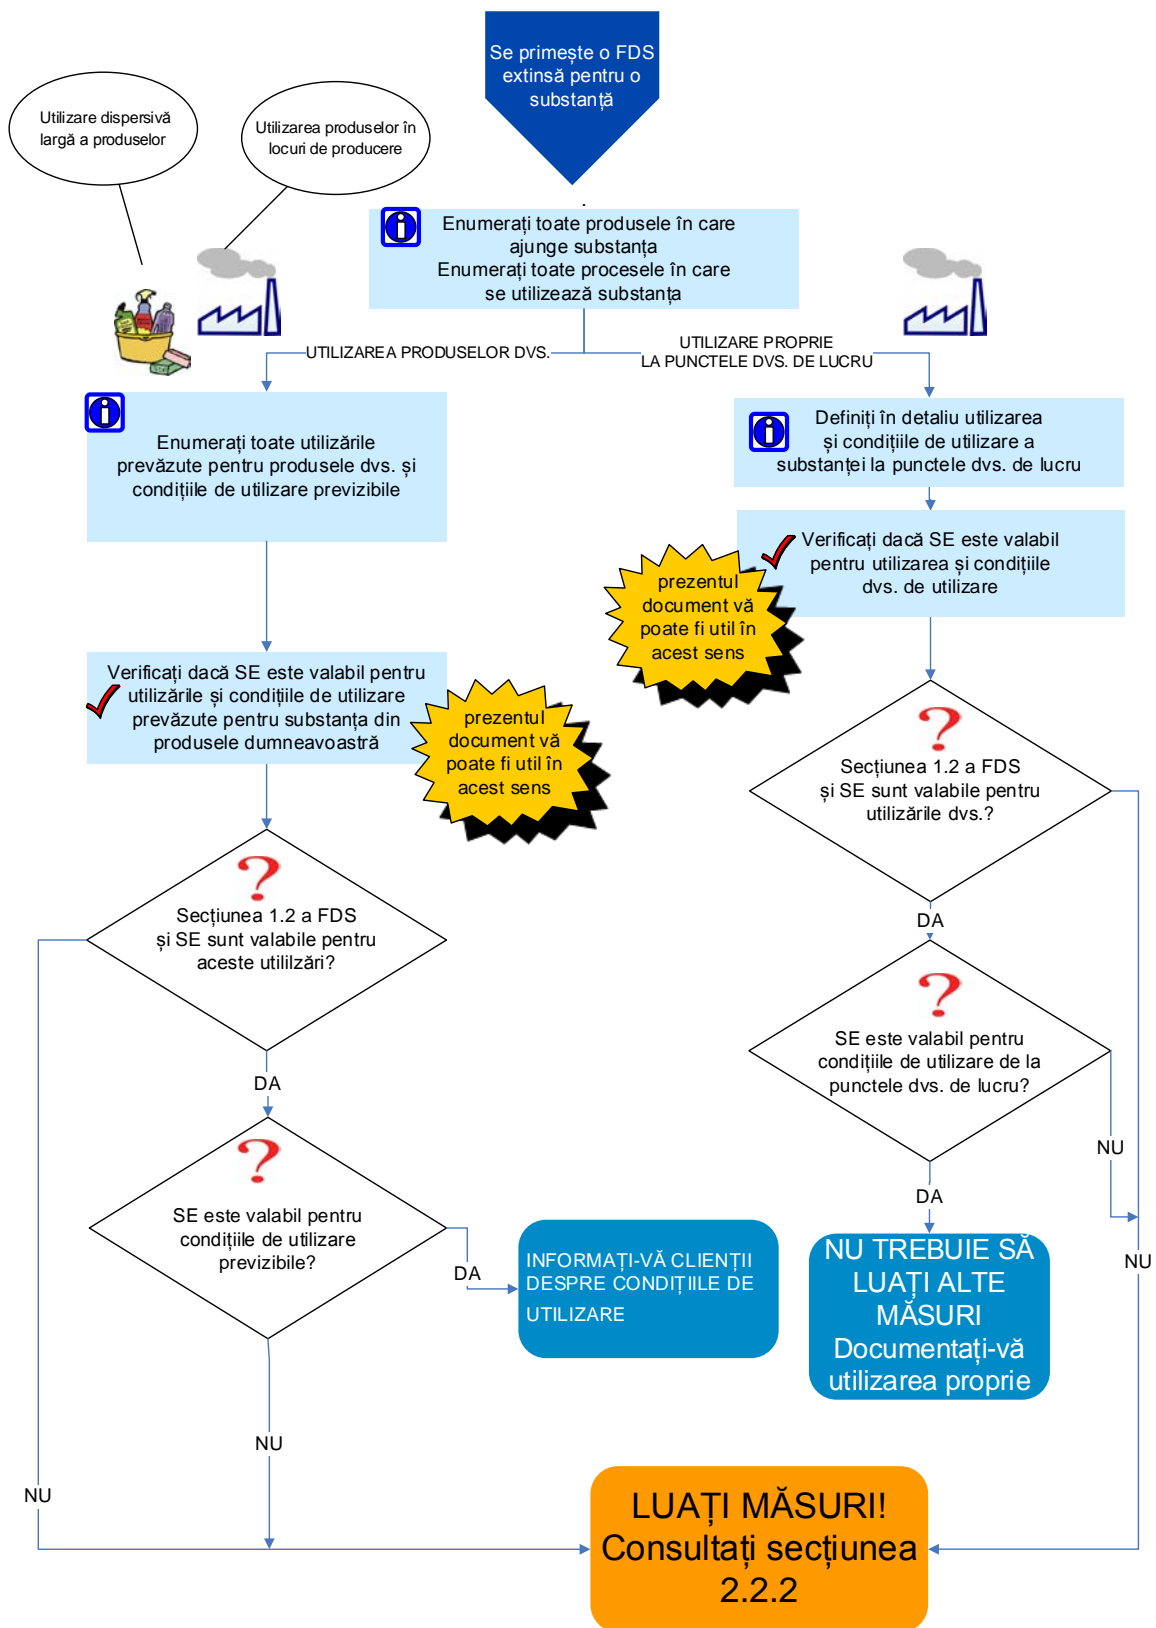 Se primește o FDS
extinsă pentru o
substanță
Utilizare dispersivă
largă a produselor
Utilizarea produselor în
locuri de producere
Enumerați toate produsele în care
ajunge substanța
Enumerați toate procesele în care
se utilizează substanța
UTILIZAREA PRODUSELOR DVS.
UTILIZARE PROPRIE
LA PUNCTELE DVS. DE LUCRU
Enumerați toate utilizările
prevăzute pentru produsele dvs. și
condițiile de utilizare previzibile
Definiți în detaliu utilizarea
și condițiile de utilizare a
substanței la punctele dvs. de lucru
Verificați dacă SE este valabil
pentru utilizarea și condițiile
dvs. de utilizare
prezentul
document vă
poate fi util în
acest sens
Verificați dacă SE este valabil pentru
utilizările și condițiile de utilizare
prevăzute pentru substanța din
produsele dumneavoastră
prezentul
document vă
poate fi util în
acest sens
Secțiunea 1.2 a FDS
și SE sunt valabile pentru
utilizările dvs.?
Secțiunea 1.2 a FDS
și SE sunt valabile pentru
aceste utililzări?
DA
SE este valabil pentru
condițiile de utilizare de la
punctele dvs. de lucru?
DA
NU
SE este valabil pentru
condițiile de utilizare
previzibile?
DA
DA
INFORMAȚI-VĂ CLIENȚII
DESPRE CONDIȚIILE DE
UTILIZARE
NU TREBUIE SĂ
LUAȚI ALTE
MĂSURI
Documentați-vă
utilizarea proprie
NU
NU
NU
LUAȚI MĂSURI!
Consultați secțiunea
2.2.2